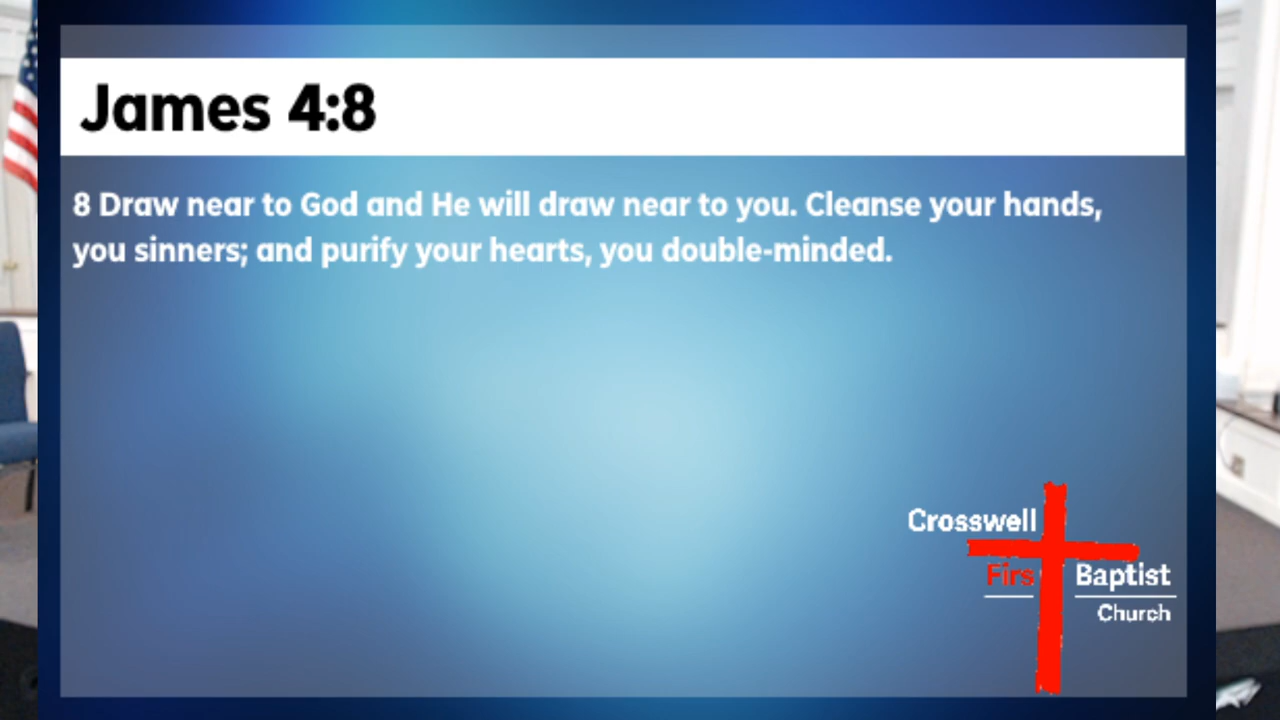 James 4:8
8 Draw near to God and He will draw near to you. Cleanse your hands,
you sinners; and purify your hearts, you double-minded.
Crosswell
Firs Baptist
Church